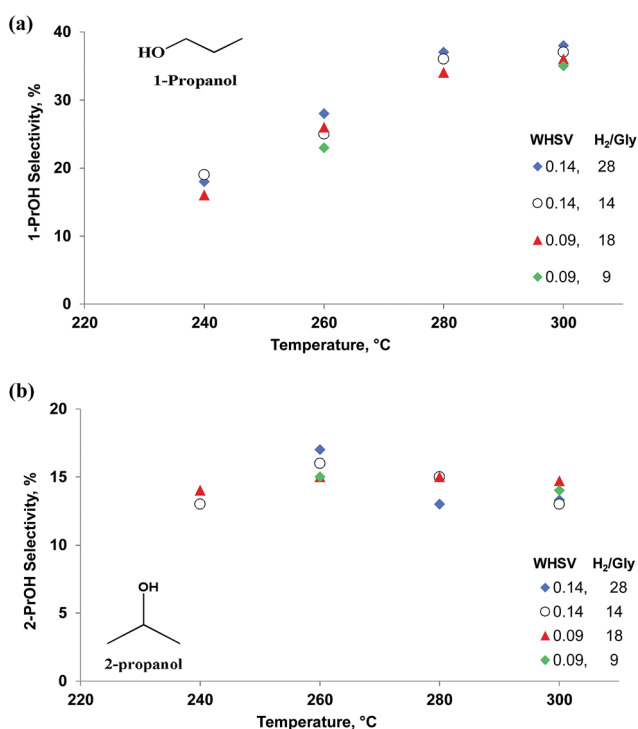 (a)
40
30
20
10
0
1-PrOH Selectivity, %
HO
1-Propanol
WHSV H₂/Gly
0.14, 28
0.14, 14
0.09, 18
0.09, 9
220 240 260 280 300
Temperature, °C
(b)
20
15
10
5
0
2-PrOH Selectivity, %
OH
2-propanol
WHSV H₂/Gly
0.14, 28
0.14 14
0.09 18
0.09, 9
220 240 260 280 300
Temperature, °C